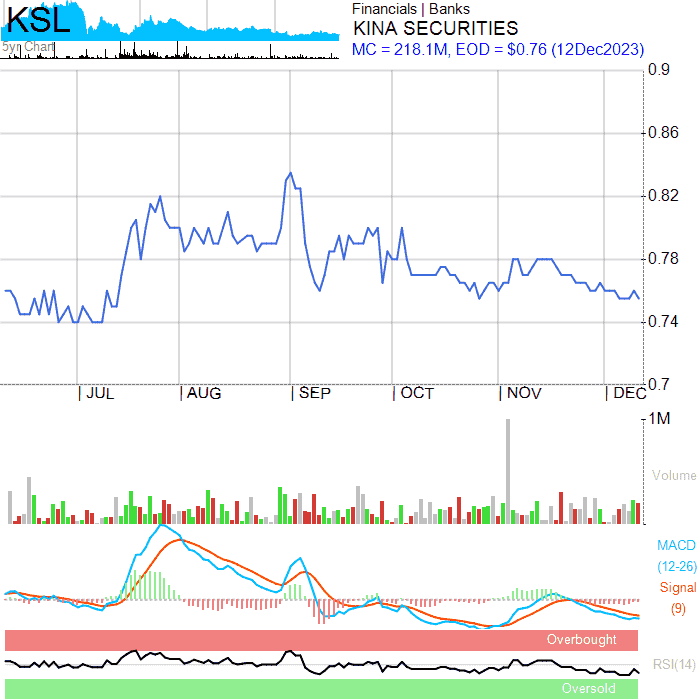 KSL
5yr Chart
Financials | Banks
KINA SECURITIES
MC = 218.1M, EOD = $0.76 (12Dec2023)
0.9
0.86
0.82
0.78
0.74
0.7
| JUL | AUG | SEP | OCT | NOV | DEC
1M
Volume
MACD
(12-26)
Signal
(9)
Overbought
RSI(14)
Oversold